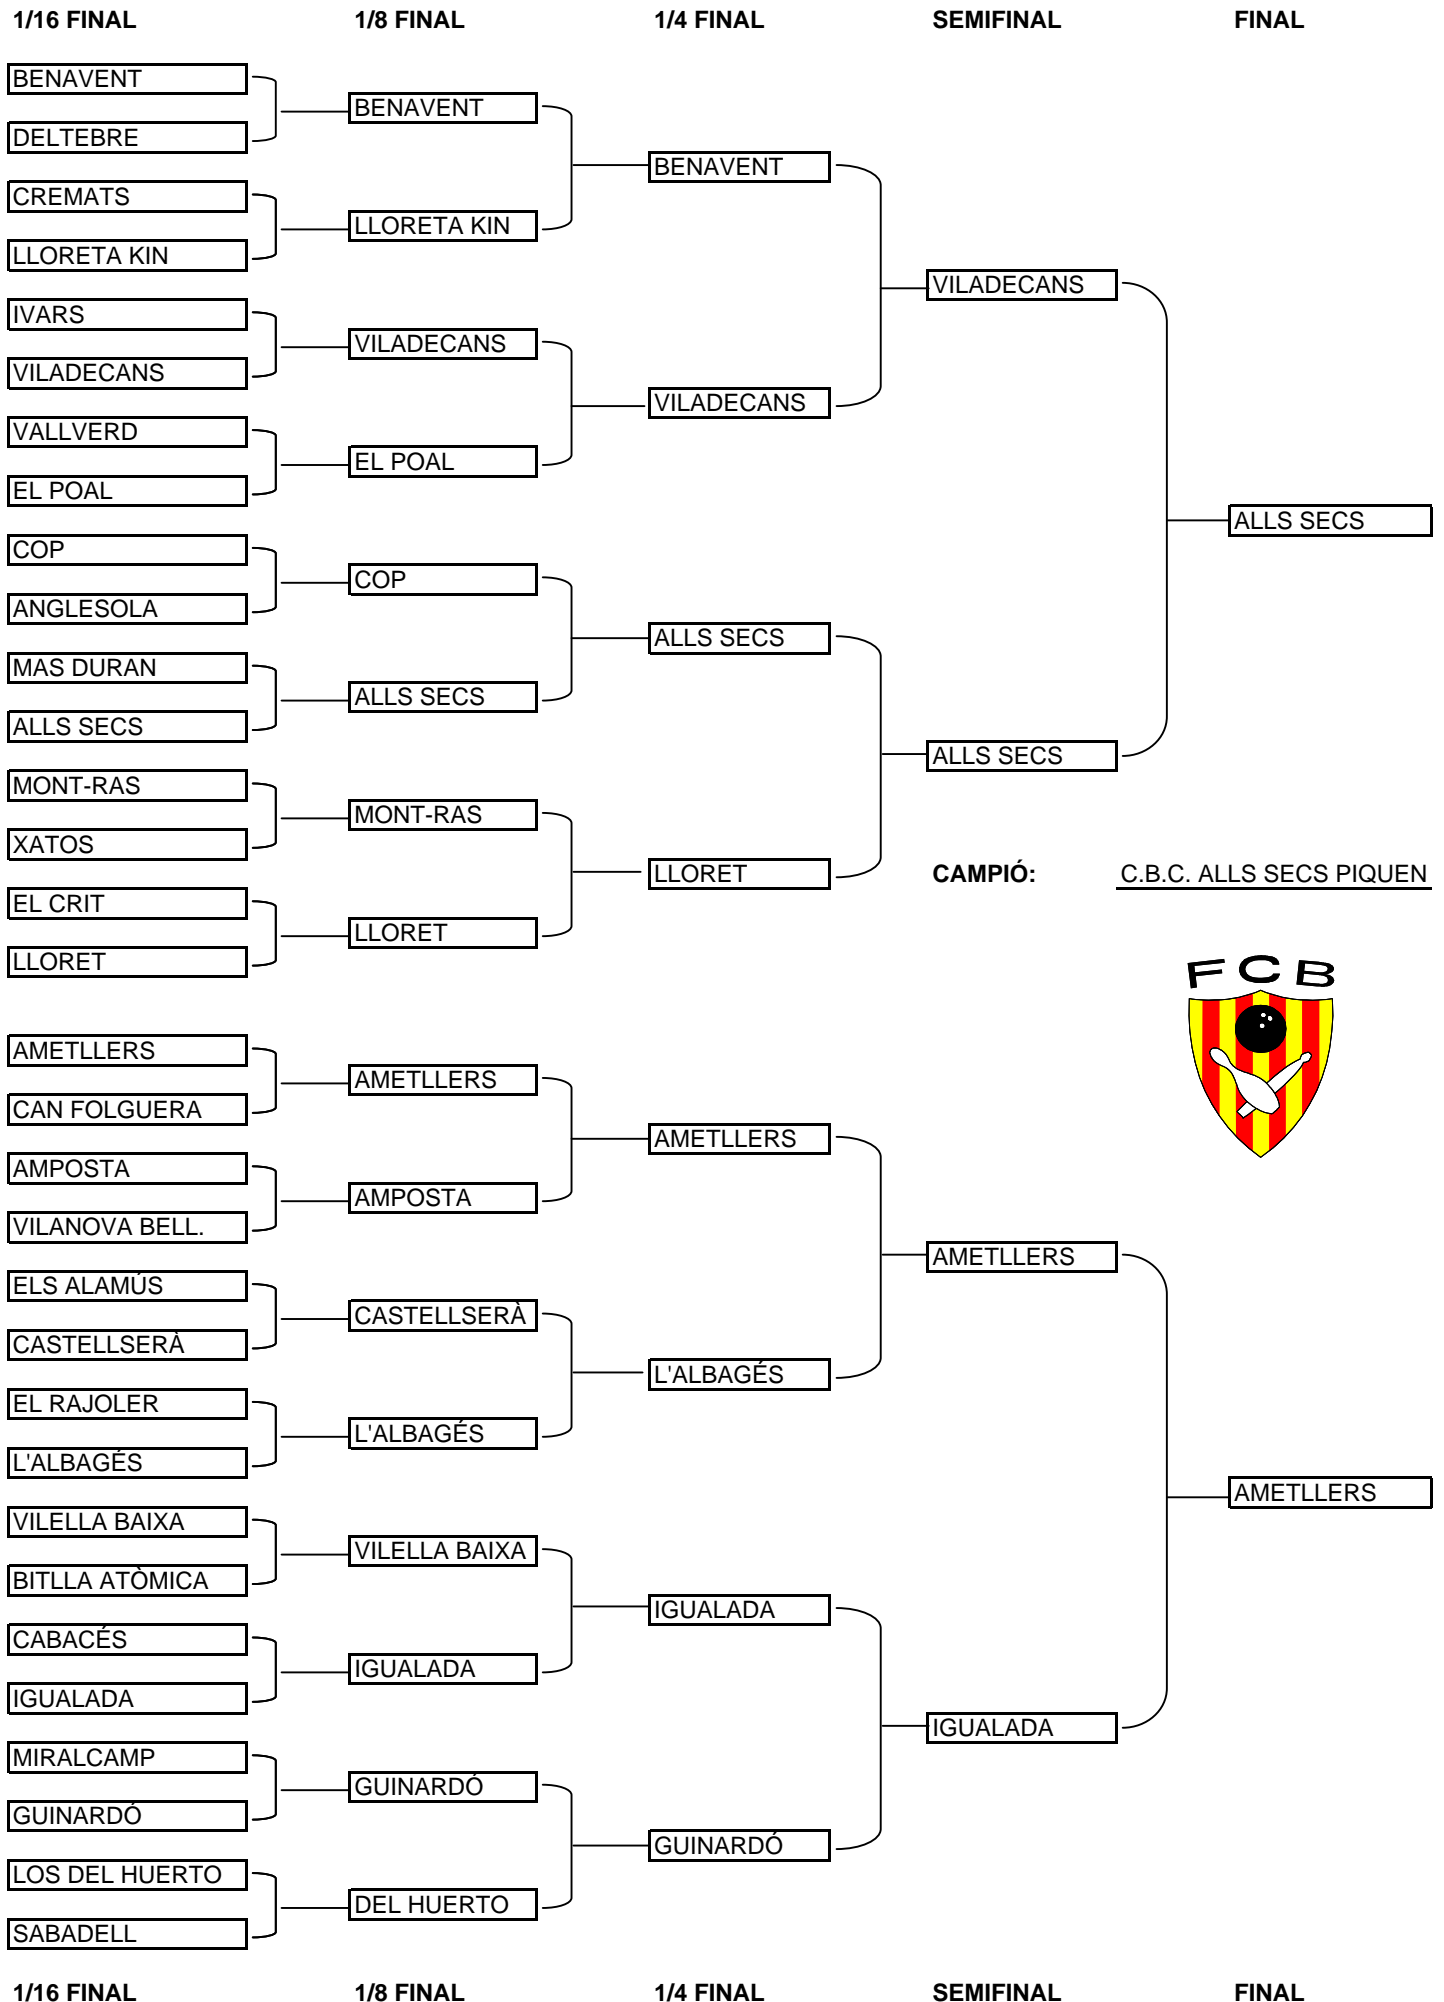 1/16 FINAL 1/8 FINAL 1/4 FINAL SEMIFINAL FINAL
BENAVENT
BENAVENT
DELTEBRE
BENAVENT
CREMATS
LLORETA KIN
LLORETA KIN
VILADECANS
IVARS
VILADECANS
VILADECANS
VILADECANS
VALLVERD
EL POAL
EL POAL
ALLS SECS
COP
COP
ANGLESOLA
ALLS SECS
MAS DURAN
ALLS SECS
ALLS SECS
ALLS SECS
MONT-RAS
MONT-RAS
XATOS
LLORET
CAMPIÓ: C.B.C. ALLS SECS PIQUEN
EL CRIT
LLORET
LLORET
FCB
AMETLLERS
AMETLLERS
CAN FOLGUERA
AMETLLERS
AMPOSTA
AMPOSTA
VILANOVA BELL.
AMETLLERS
ELS ALAMÚS
CASTELLSERÀ
CASTELLSERÀ
L'ALBAGÉS
EL RAJOLER
L'ALBAGÉS
L'ALBAGÉS
AMETLLERS
VILELLA BAIXA
VILELLA BAIXA
BITLLA ATÒMICA
IGUALADA
CABACÉS
IGUALADA
IGUALADA
IGUALADA
MIRALCAMP
GUINARDÓ
GUINARDÓ
GUINARDÓ
LOS DEL HUERTO
DEL HUERTO
SABADELL
1/16 FINAL 1/8 FINAL 1/4 FINAL SEMIFINAL FINAL